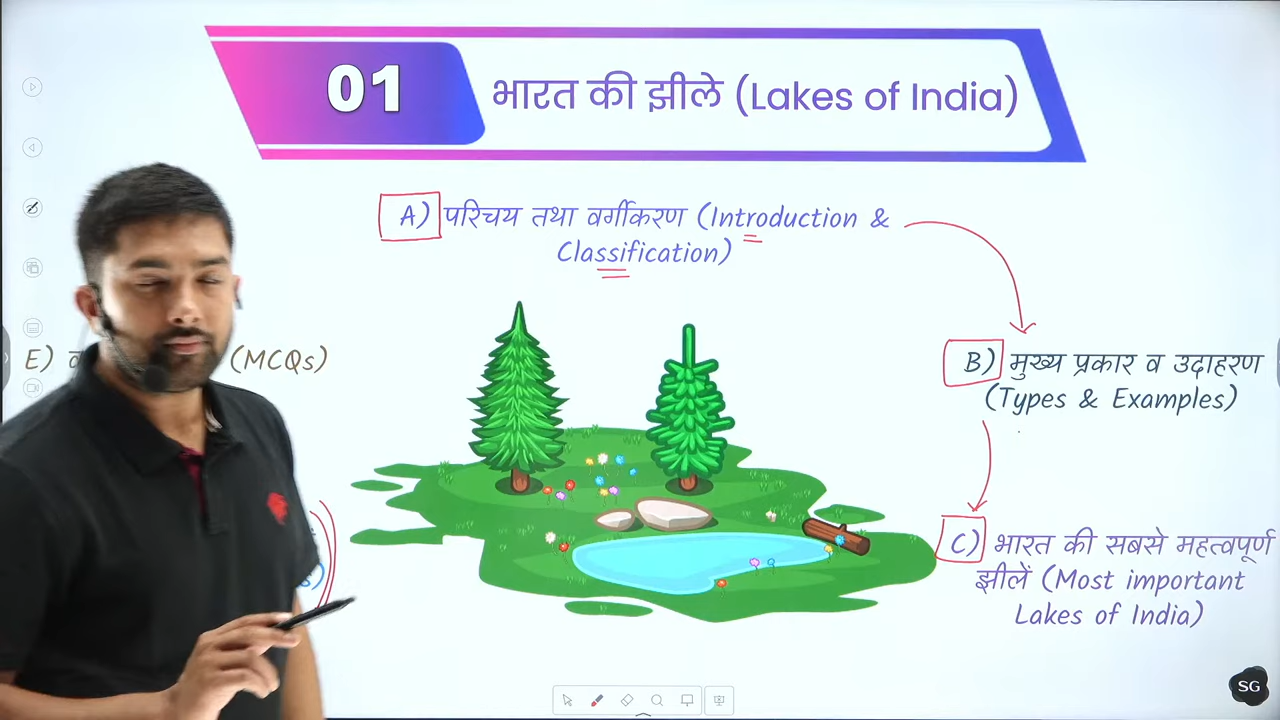 01
भारत की झीले (Lakes of India)
A) परिचय तथा वर्गीकरण (Introduction &
Classification)
E) (MCQs)
B) मुख्य प्रकार व उदाहरण
(Types & Examples)
C) भारत की सबसे महत्वपूर्ण
झीलें (Most important
Lakes of India)
SG